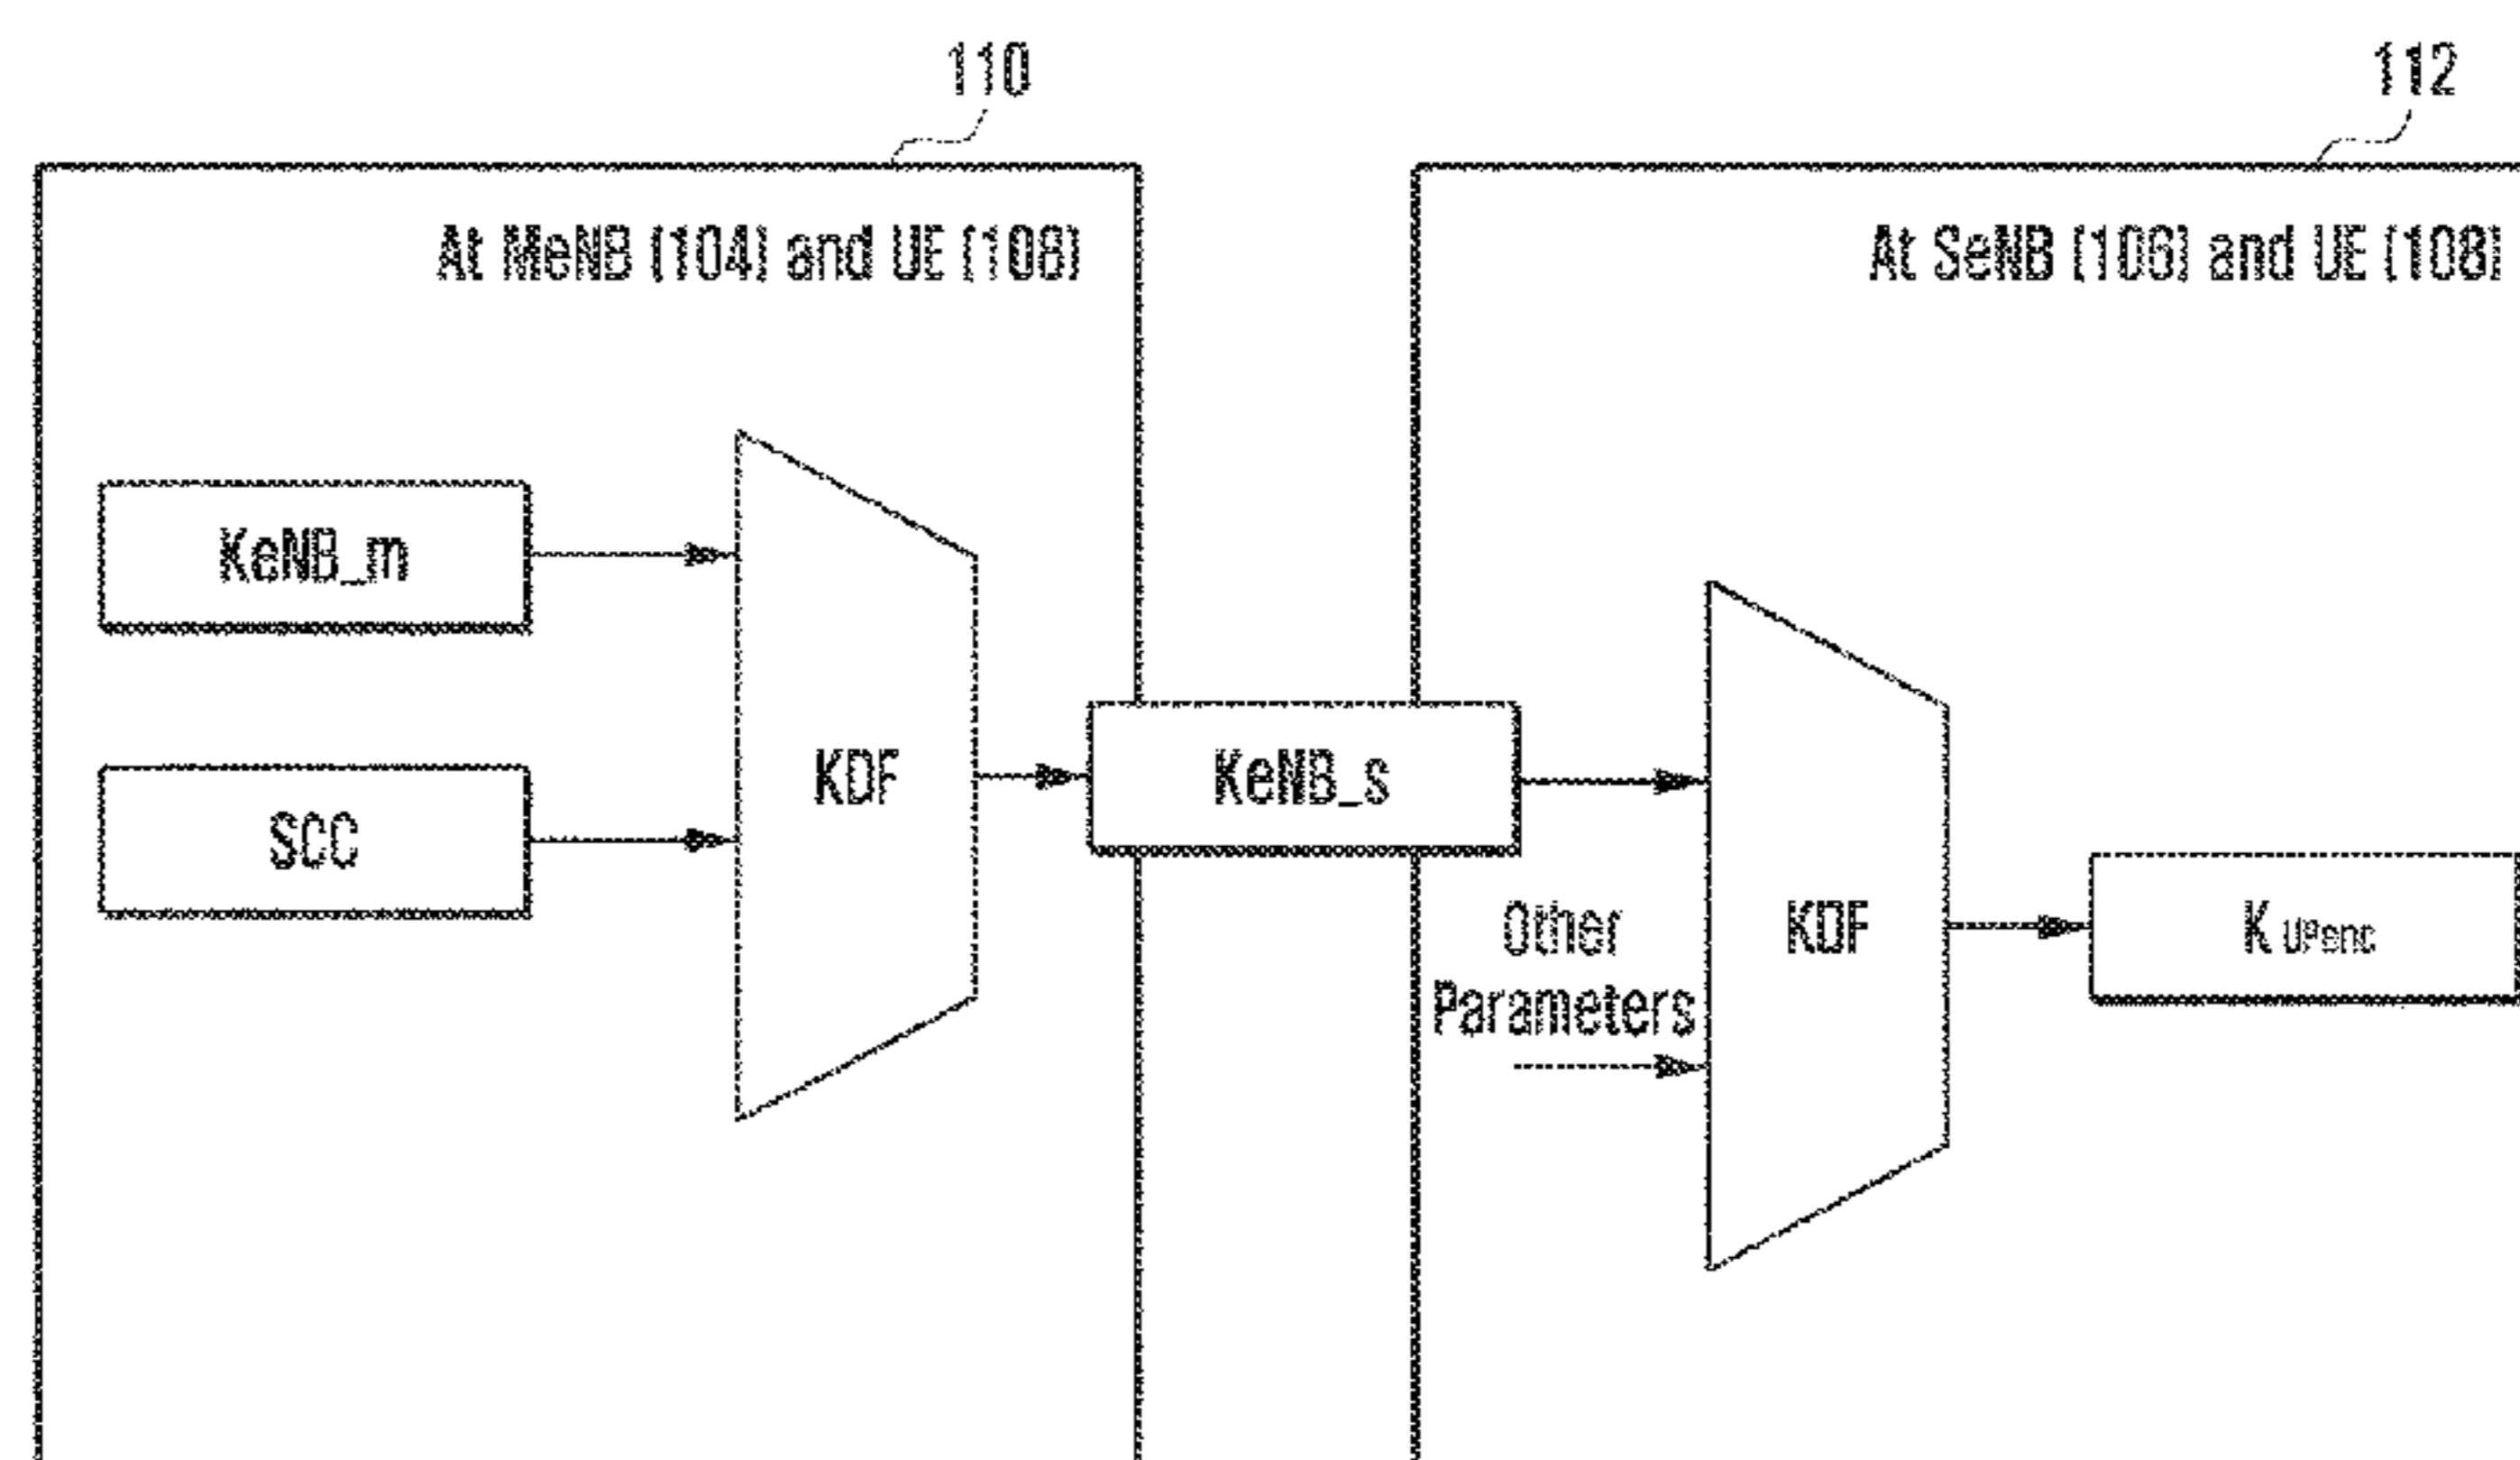 110
112
At MeNB (104) and UE (108)
At SeNB (106) and UE (108)
KeNB_m
SCC
KDF
KeNB_s
Other
Parameters
KDF
K UPenc